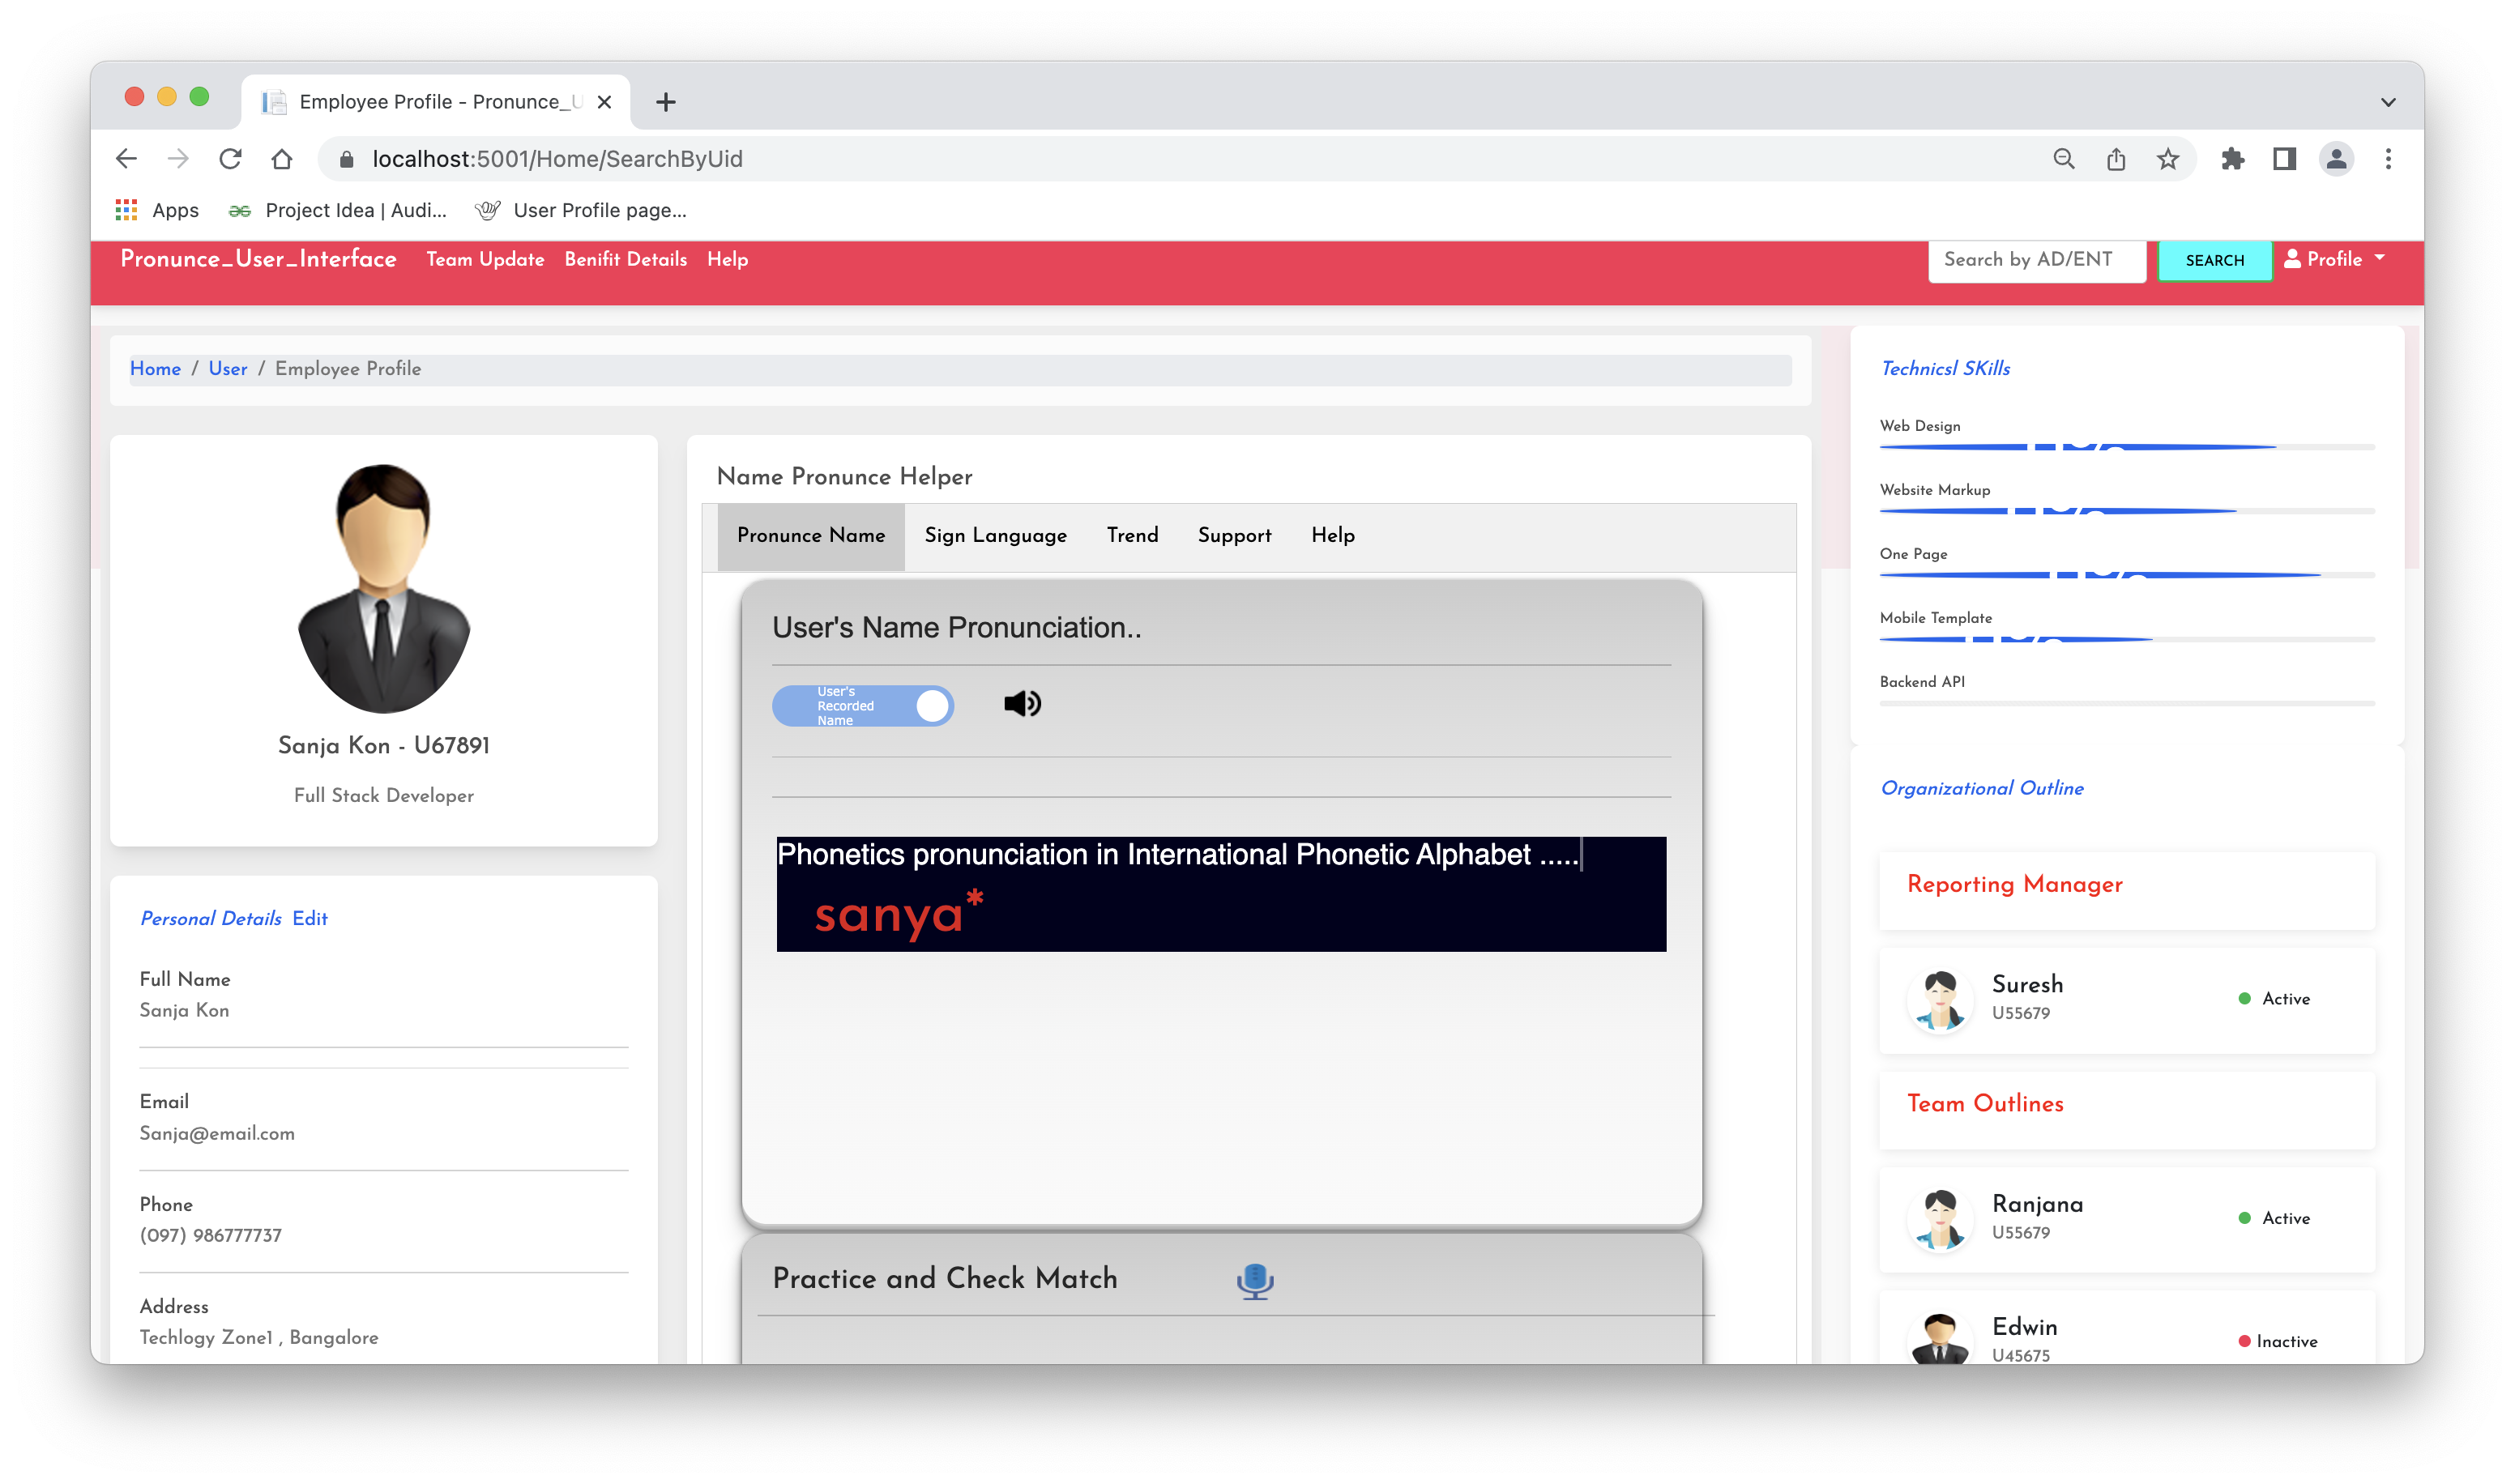 Employee Profile - Pronunce_U
localhost:5001/Home/SearchByUid
Apps
Project Idea | Audi...
User Profile page...
Pronunce_User_Interface
Team Update
Benifit Details
Help
Search by AD/ENT
SEARCH
Profile
Home / User / Employee Profile
Sanja Kon - U67891
Full Stack Developer
Personal Details Edit
Full Name
Sanja Kon
Email
Sanja@email.com
Phone
(097) 986777737
Address
Techlogy Zone1 , Bangalore
Name Pronunce Helper
Pronunce Name
Sign Language
Trend
Support
Help
User's Name Pronunciation..
User's
Recorded
Name
Phonetics pronunciation in International Phonetic Alphabet .....
sanya*
Practice and Check Match
Technicsl SKills
Web Design
Website Markup
One Page
Mobile Template
Backend API
Organizational Outline
Reporting Manager
Suresh
U55679
Active
Team Outlines
Ranjana
U55679
Active
Edwin
U45675
Inactive